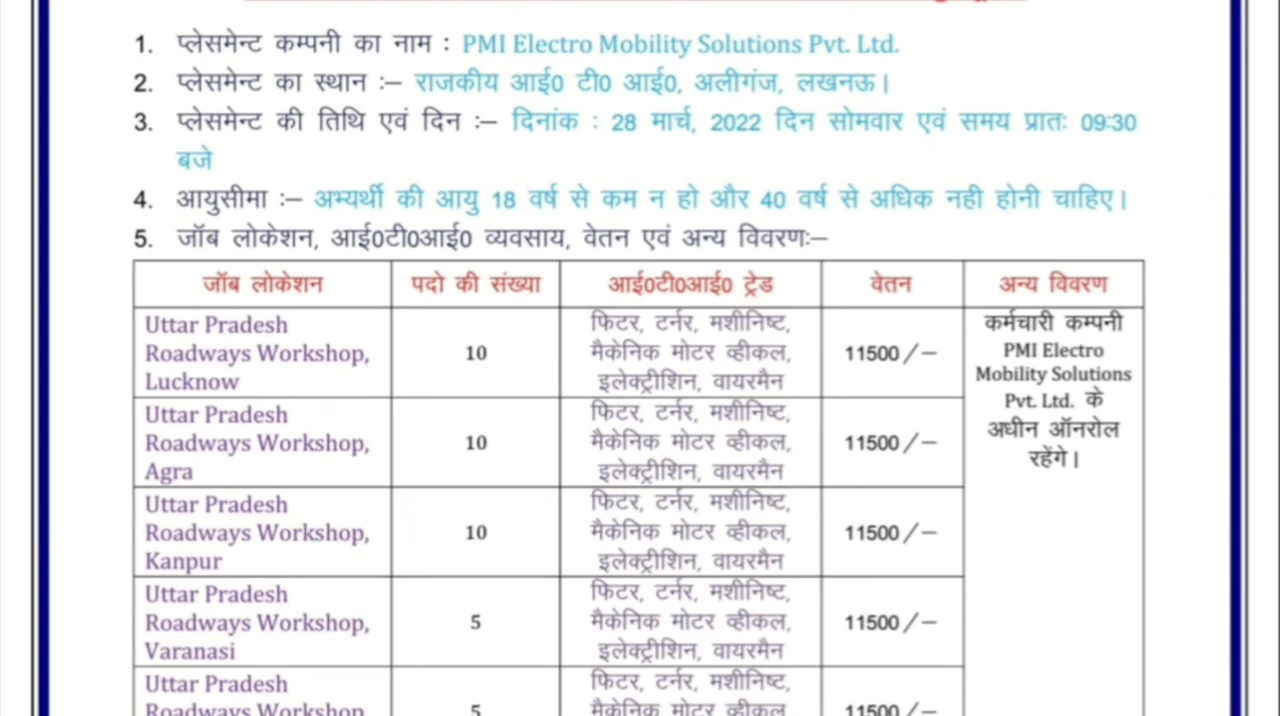 1. प्लेसमेन्ट कम्पनी का नाम : PMI Electro Mobility Solutions Pvt. Ltd.
2. प्लेसमेन्ट का स्थान :– राजकीय आई0 टी0 आई0, अलीगंज, लखनऊ।
3. प्लेसमेन्ट की तिथि एवं दिन :– दिनांक : 28 मार्च, 2022 दिन सोमवार एवं समय प्रातः 09:30
बजे
4. आयुसीमा :– अभ्यर्थी की आयु 18 वर्ष से कम न हो और 40 वर्ष से अधिक नही होनी चाहिए।
5. जॉब लोकेशन, आई0टी0आई0 व्यवसाय, वेतन एवं अन्य विवरणः–
जॉब लोकेशन पदो की संख्या आई0टी0आई0 ट्रेड वेतन अन्य विवरण
Uttar Pradesh
Roadways Workshop,
Lucknow
10
फिटर, टर्नर, मशीनिष्ट,
मैकेनिक मोटर व्हीकल,
इलेक्ट्रीशिन, वायरमैन
11500/–
कर्मचारी कम्पनी
PMI Electro
Mobility Solutions
Pvt. Ltd. के
अधीन ऑनरोल
रहेंगे।
Uttar Pradesh
Roadways Workshop,
Agra
10
फिटर, टर्नर, मशीनिष्ट,
मैकेनिक मोटर व्हीकल,
इलेक्ट्रीशिन, वायरमैन
11500/–
Uttar Pradesh
Roadways Workshop,
Kanpur
10
फिटर, टर्नर, मशीनिष्ट,
मैकेनिक मोटर व्हीकल,
इलेक्ट्रीशिन, वायरमैन
11500/–
Uttar Pradesh
Roadways Workshop,
Varanasi
5
फिटर, टर्नर, मशीनिष्ट,
मैकेनिक मोटर व्हीकल,
इलेक्ट्रीशिन, वायरमैन
11500/–
Uttar Pradesh
Roadways Workshop
5
फिटर, टर्नर, मशीनिष्ट,
मैकेनिक मोटर व्हीकल
11500/–